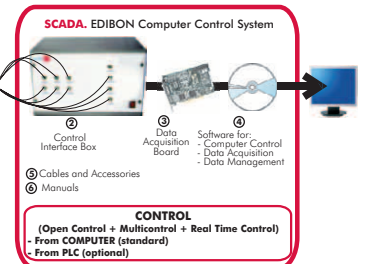 SCADA. EDIBON Computer Control System
2
Control
Interface Box
3
Data
Acquisition
Board
4
Software for:
- Computer Control
- Data Acquisition
- Data Management
5 Cables and Accessories
6 Manuals
CONTROL
(Open Control + Multicontrol + Real Time Control)
- From COMPUTER (standard)
- From PLC (optional)